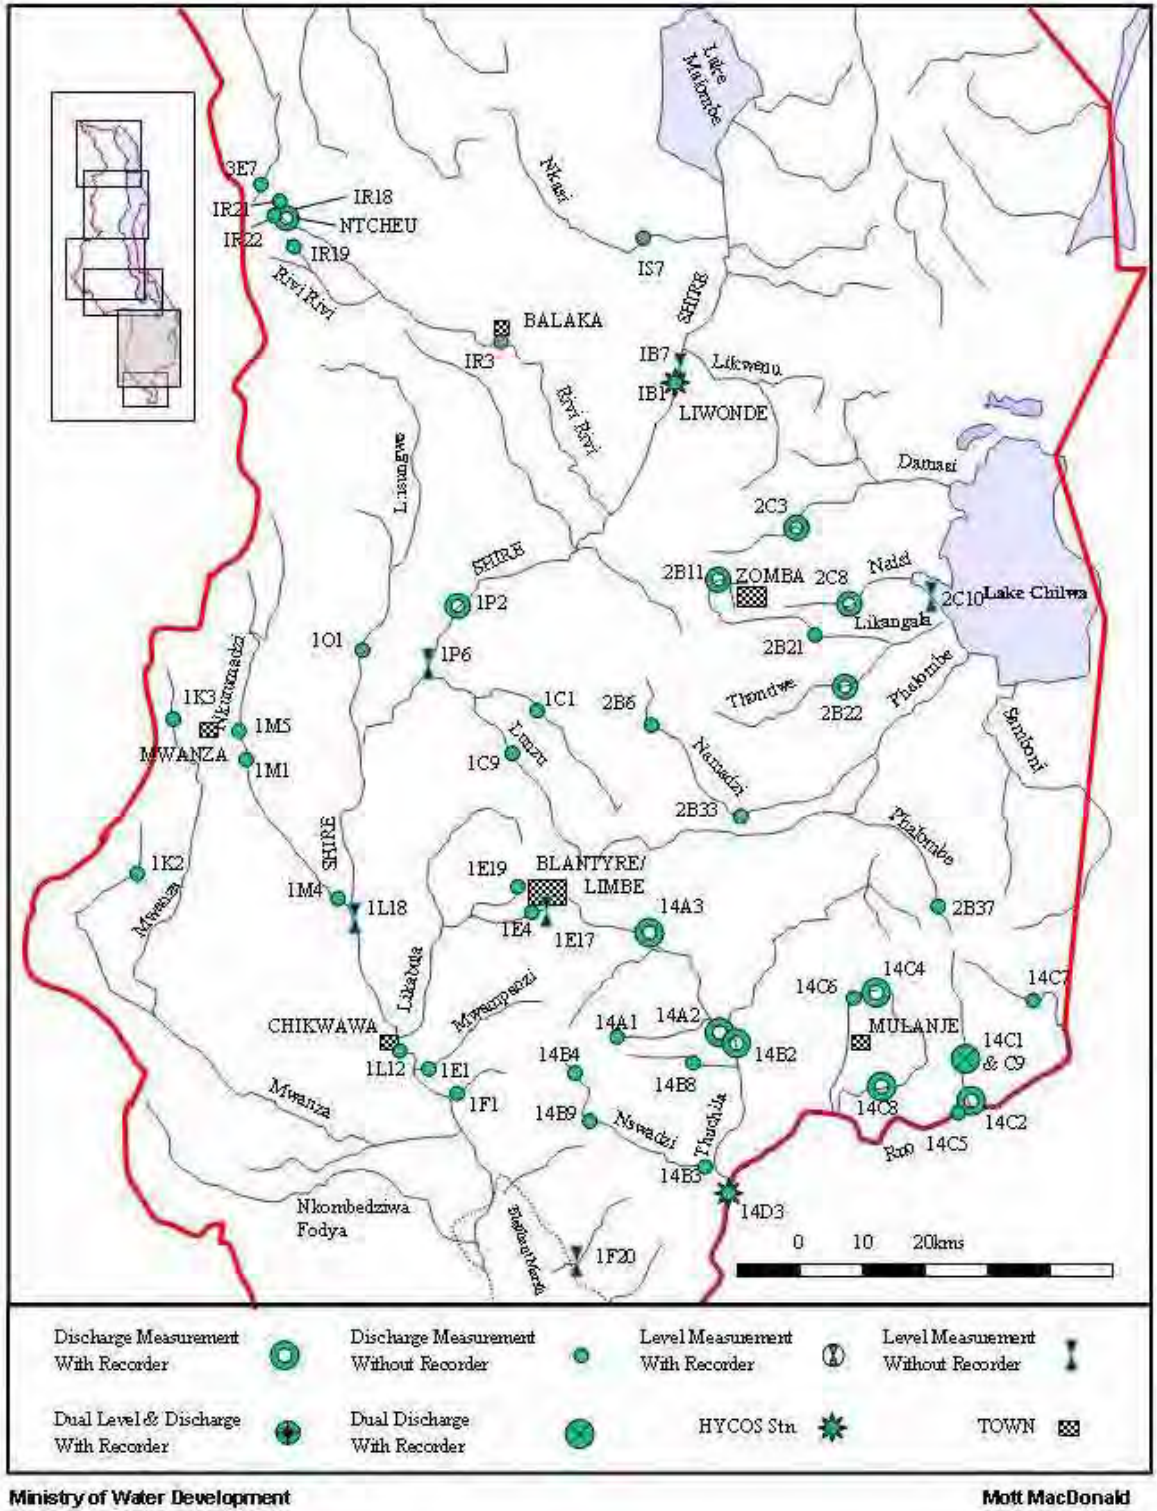 Lake
Malombe
3E7
IR18
IR21
NTCHEU
IR22
IR19
Rivi Rivi
Nkasi
IS7
SHIRE
BALAKA
IR3
IB7
Likwenu
IB1
LIWONDE
Rivi Rivi
Lisungwe
Damasi
2C3
SHIRE
2B11
ZOMBA
2C8
Naisi
2C10
Lake Chilwa
1P2
Likangala
1O1
1P6
2B21
Nkurumadzi
1K3
Thondwe
2B22
Phalombe
1C1
2B6
Samboni
1M5
MWANZA
1M1
Lunzu
1C9
Namadzi
2B33
SHIRE
Phalombe
1K2
Mwanza
1M4
1E19
BLANTYRE/
LIMBE
1L18
1E4
1E17
14A3
2B37
Likabula
Mwampanzi
14C6
14C4
14C7
CHIKWAWA
14A1
14A2
MULANJE
14C1
& C9
1L12
1E1
14B4
14B2
14B8
Mwanza
1F1
14B9
Nswadzi
Thuchila
14C8
14C2
Ruo
14C5
14B3
Nkombedziwa
Fodya
Elephant Marsh
14D3
1F20
0 10 20kms
Discharge Measurement
With Recorder
Discharge Measurement
Without Recorder
Level Measurement
With Recorder
Level Measurement
Without Recorder
Dual Level & Discharge
With Recorder
Dual Discharge
With Recorder
HYCOS Stn
TOWN
Ministry of Water Development
Mott MacDonald